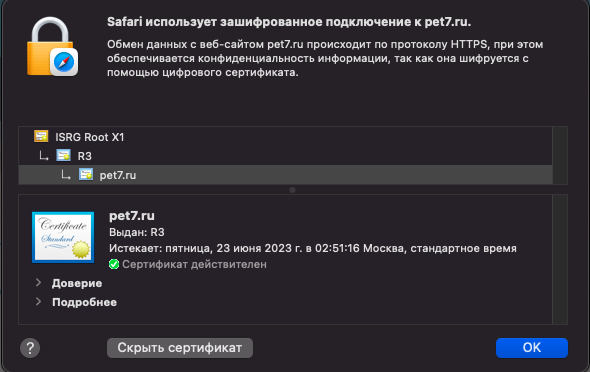 Safari использует зашифрованное подключение к pet7.ru.
Обмен данных с веб-сайтом pet7.ru происходит по протоколу HTTPS, при этом
обеспечивается конфиденциальность информации, так как она шифруется с
помощью цифрового сертификата.
ISRG Root X1
R3
pet7.ru
Certificate
Standard
pet7.ru
Выдан: R3
Истекает: пятница, 23 июня 2023 г. в 02:51:16 Москва, стандартное время
Сертификат действителен
Доверие
Подробнее
?
Скрыть сертификат
OK